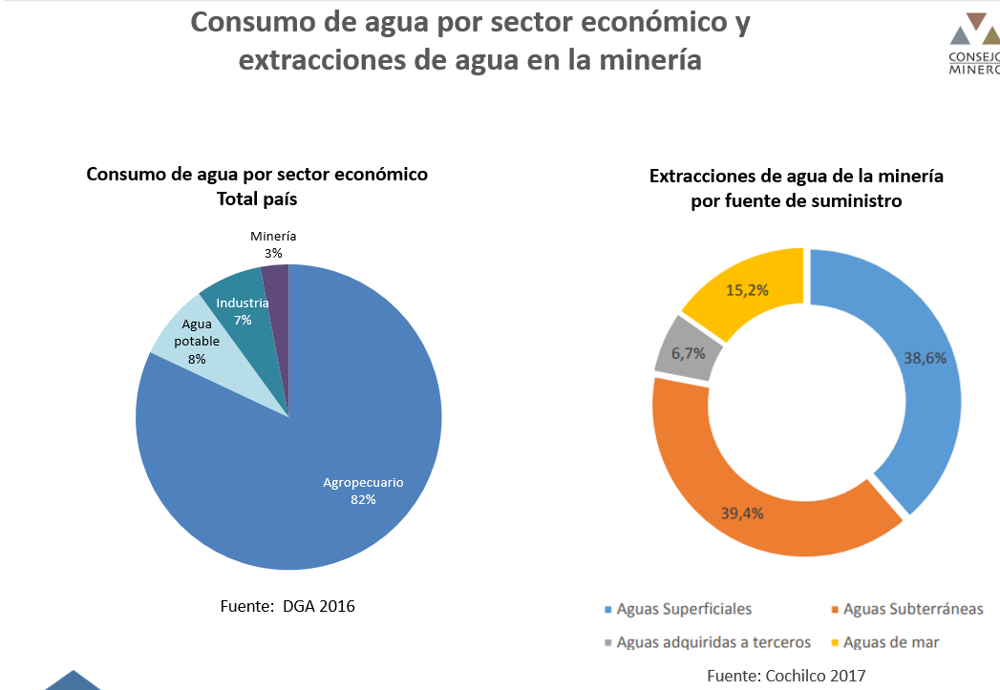 Consumo de agua por sector económico y
extracciones de agua en la minería
CONSEJO
MINERO
Consumo de agua por sector económico
Total país
Minería
3%
Industria
7%
Agua
potable
8%
Agropecuario
82%
Fuente:  DGA 2016
Extracciones de agua de la minería
por fuente de suministro
15,2%
6,7%
38,6%
39,4%
Aguas Superficiales
Aguas Subterráneas
Aguas adquiridas a terceros
Aguas de mar
Fuente: Cochilco 2017